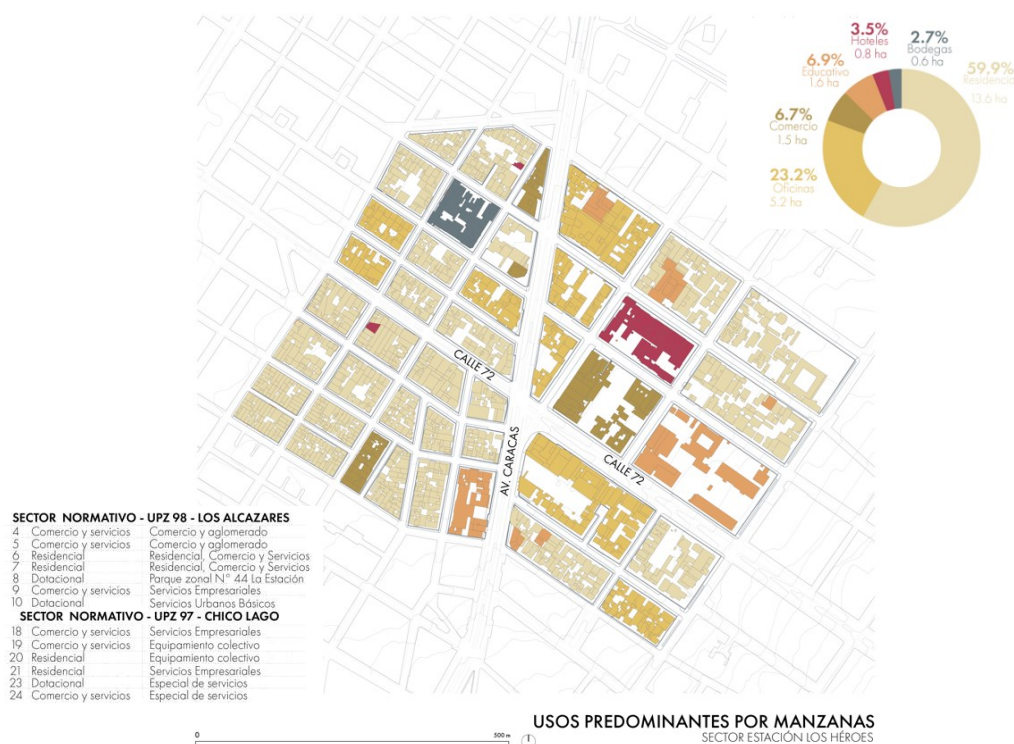 3.5%
Hoteles
0.8 ha
2.7%
Bodegas
0.6 ha
6.9%
Educativo
1.6 ha
59.9%
Residencia
13.6 ha
6.7%
Comercio
1.5 ha
23.2%
Oficinas
5.2 ha
CALLE 72
AV. CARACAS
CALLE 72
SECTOR NORMATIVO - UPZ 98 - LOS ALCAZARES
4 Comercio y servicios Comercio y aglomerado
5 Comercio y servicios Comercio y aglomerado
6 Residencial Residencial, Comercio y Servicios
7 Residencial Residencial, Comercio y Servicios
8 Dotacional Parque zonal N° 44 La Estación
9 Comercio y servicios Servicios Empresariales
10 Dotacional Servicios Urbanos Básicos
SECTOR NORMATIVO - UPZ 97 - CHICO LAGO
18 Comercio y servicios Servicios Empresariales
19 Comercio y servicios Equipamiento colectivo
20 Residencial Equipamiento colectivo
21 Residencial Servicios Empresariales
23 Dotacional Especial de servicios
24 Comercio y servicios Especial de servicios
USOS PREDOMINANTES POR MANZANAS
SECTOR ESTACIÓN LOS HÉROES
0 500 m